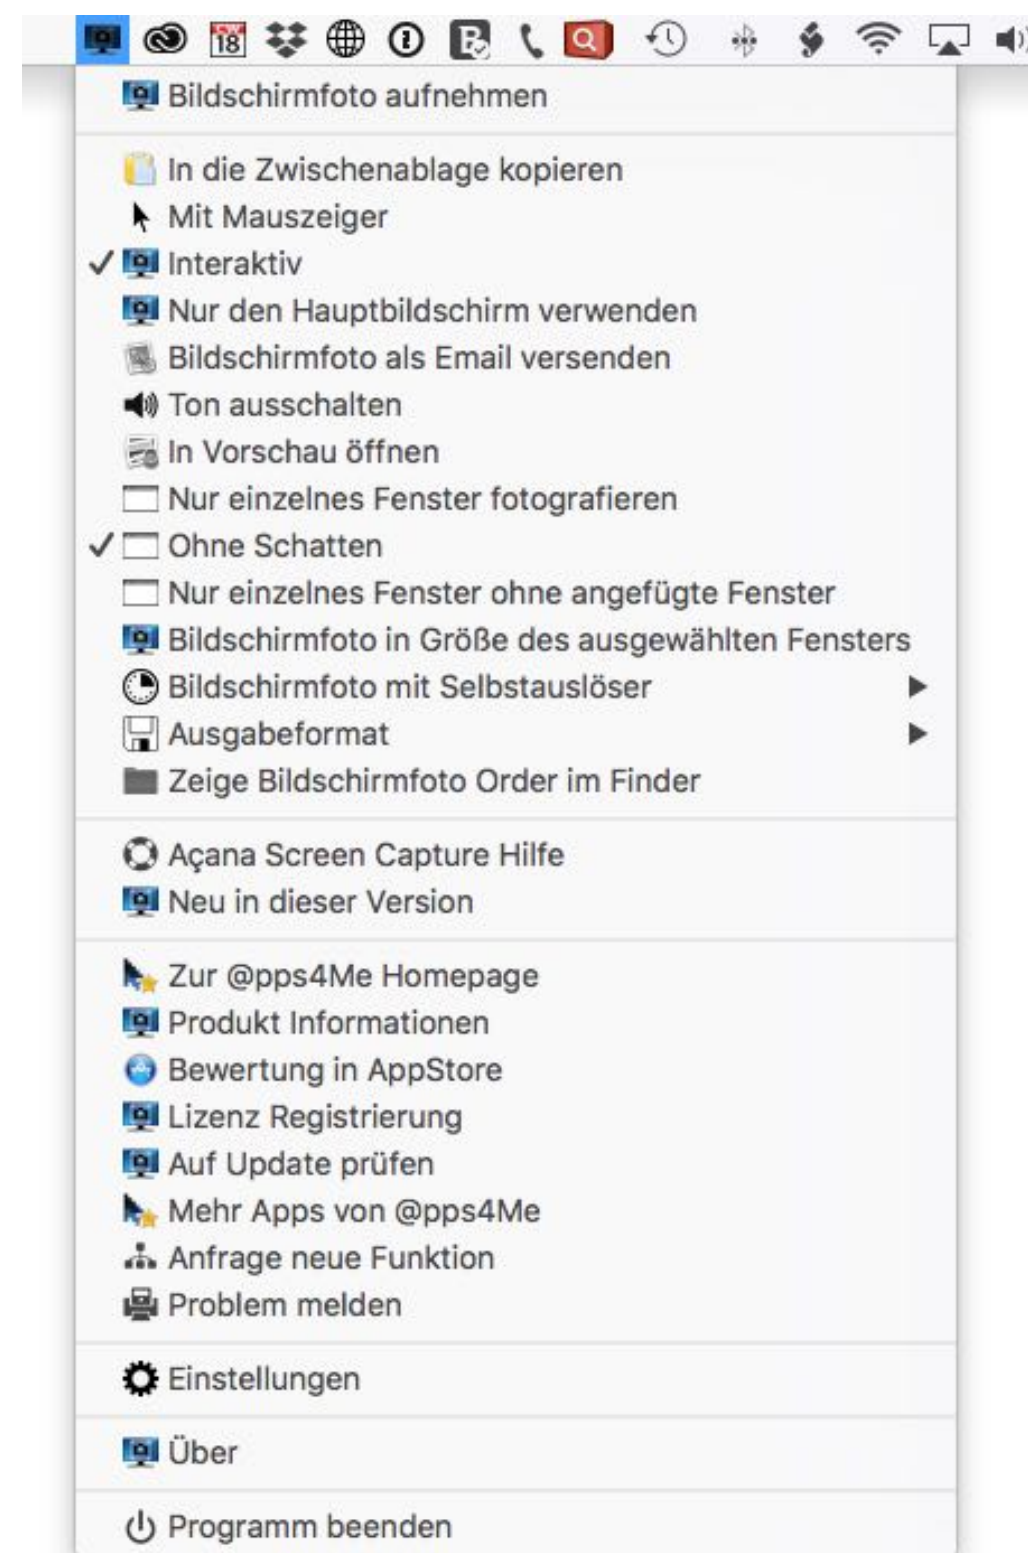 18
Bildschirmfoto aufnehmen
In die Zwischenablage kopieren
Mit Mauszeiger
Interaktiv
Nur den Hauptbildschirm verwenden
Bildschirmfoto als Email versenden
Ton ausschalten
In Vorschau öffnen
Nur einzelnes Fenster fotografieren
Ohne Schatten
Nur einzelnes Fenster ohne angefügte Fenster
Bildschirmfoto in Größe des ausgewählten Fensters
Bildschirmfoto mit Selbstauslöser
Ausgabeformat
Zeige Bildschirmfoto Order im Finder
Açana Screen Capture Hilfe
Neu in dieser Version
Zur @pps4Me Homepage
Produkt Informationen
Bewertung in AppStore
Lizenz Registrierung
Auf Update prüfen
Mehr Apps von @pps4Me
Anfrage neue Funktion
Problem melden
Einstellungen
Über
Programm beenden